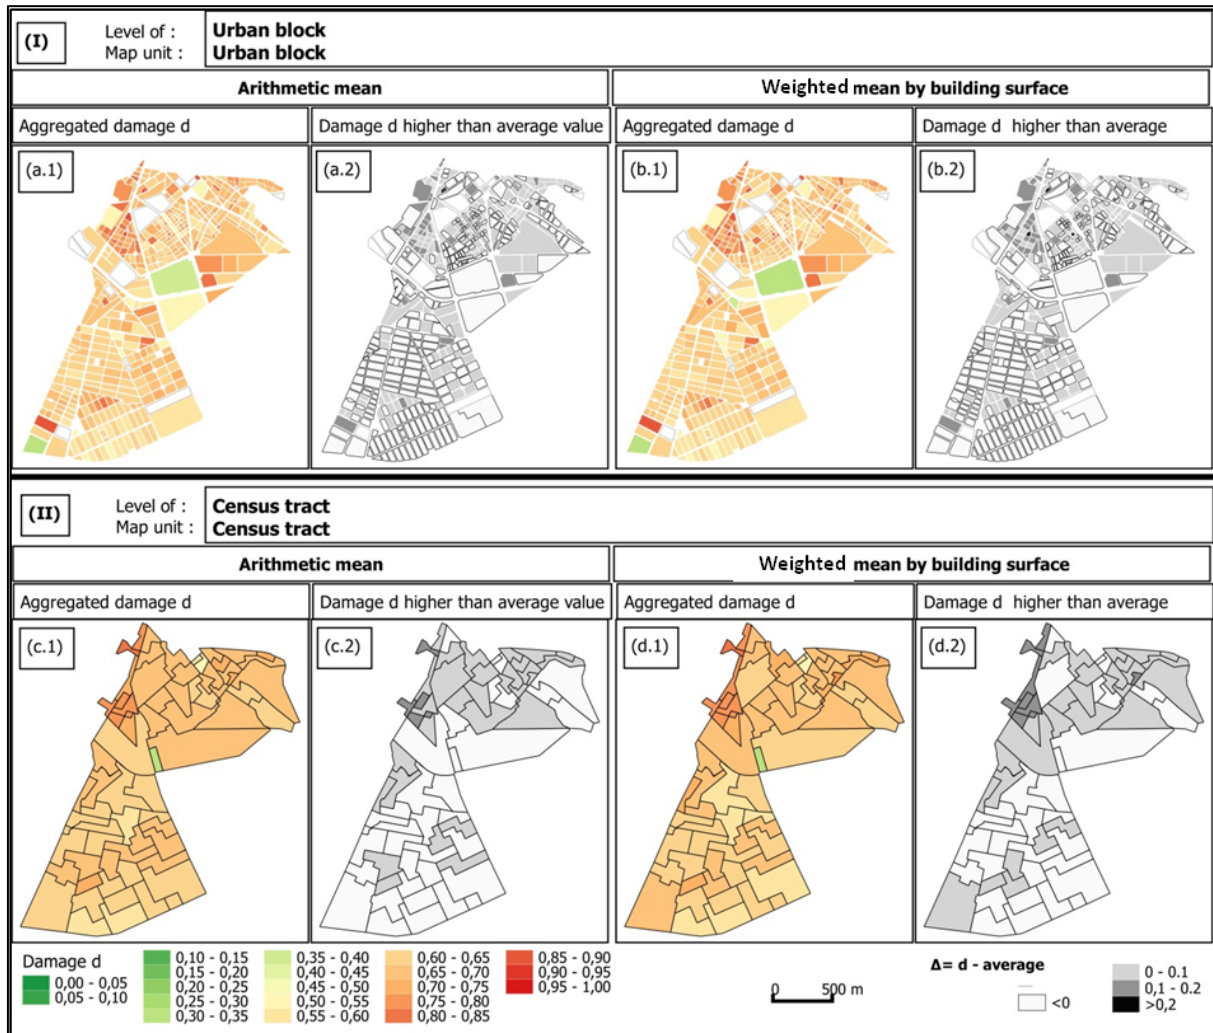 (I)
Level of : Urban block
Map unit : Urban block
Arithmetic mean
Weighted mean by building surface
Aggregated damage d
Damage d higher than average value
Aggregated damage d
Damage d higher than average
(a.1)
(a.2)
(b.1)
(b.2)
(II)
Level of : Census tract
Map unit : Census tract
Arithmetic mean
Weighted mean by building surface
Aggregated damage d
Damage d higher than average value
Aggregated damage d
Damage d higher than average
(c.1)
(c.2)
(d.1)
(d.2)
Damage d
0,00 - 0,05
0,05 - 0,10
0,10 - 0,15
0,15 - 0,20
0,20 - 0,25
0,25 - 0,30
0,30 - 0,35
0,35 - 0,40
0,40 - 0,45
0,45 - 0,50
0,50 - 0,55
0,55 - 0,60
0,60 - 0,65
0,65 - 0,70
0,70 - 0,75
0,75 - 0,80
0,80 - 0,85
0,85 - 0,90
0,90 - 0,95
0,95 - 1,00
0 500 m
Δ= d - average
<0
0 - 0.1
0,1 - 0.2
>0,2